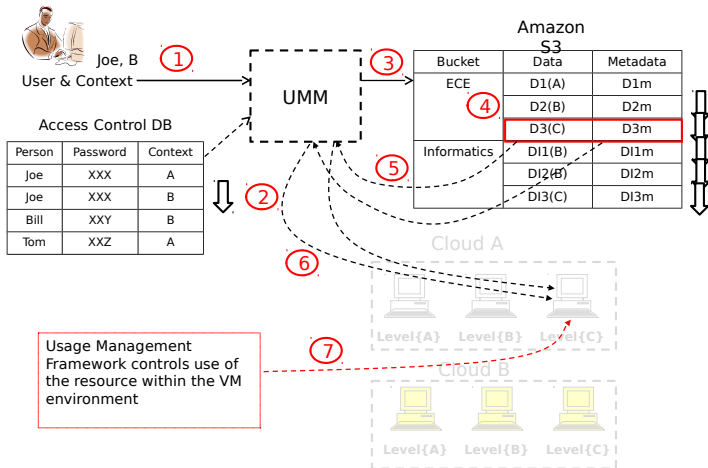 Amazon
S3
Joe, B
User & Context
1
3
UMM
Bucket Data Metadata
ECE D1(A) D1m
4
D2(B) D2m
D3(C) D3m
Informatics DI1(B) DI1m
DI2(B) DI2m
DI3(C) DI3m
Access Control DB
Person Password Context
Joe XXX A
Joe XXX B
Bill XXY B
Tom XXZ A
5
2
6
Cloud A
Level{A} Level{B} Level{C}
7
Usage Management
Framework controls use of
the resource within the VM
environment
Cloud B
Level{A} Level{B} Level{C}